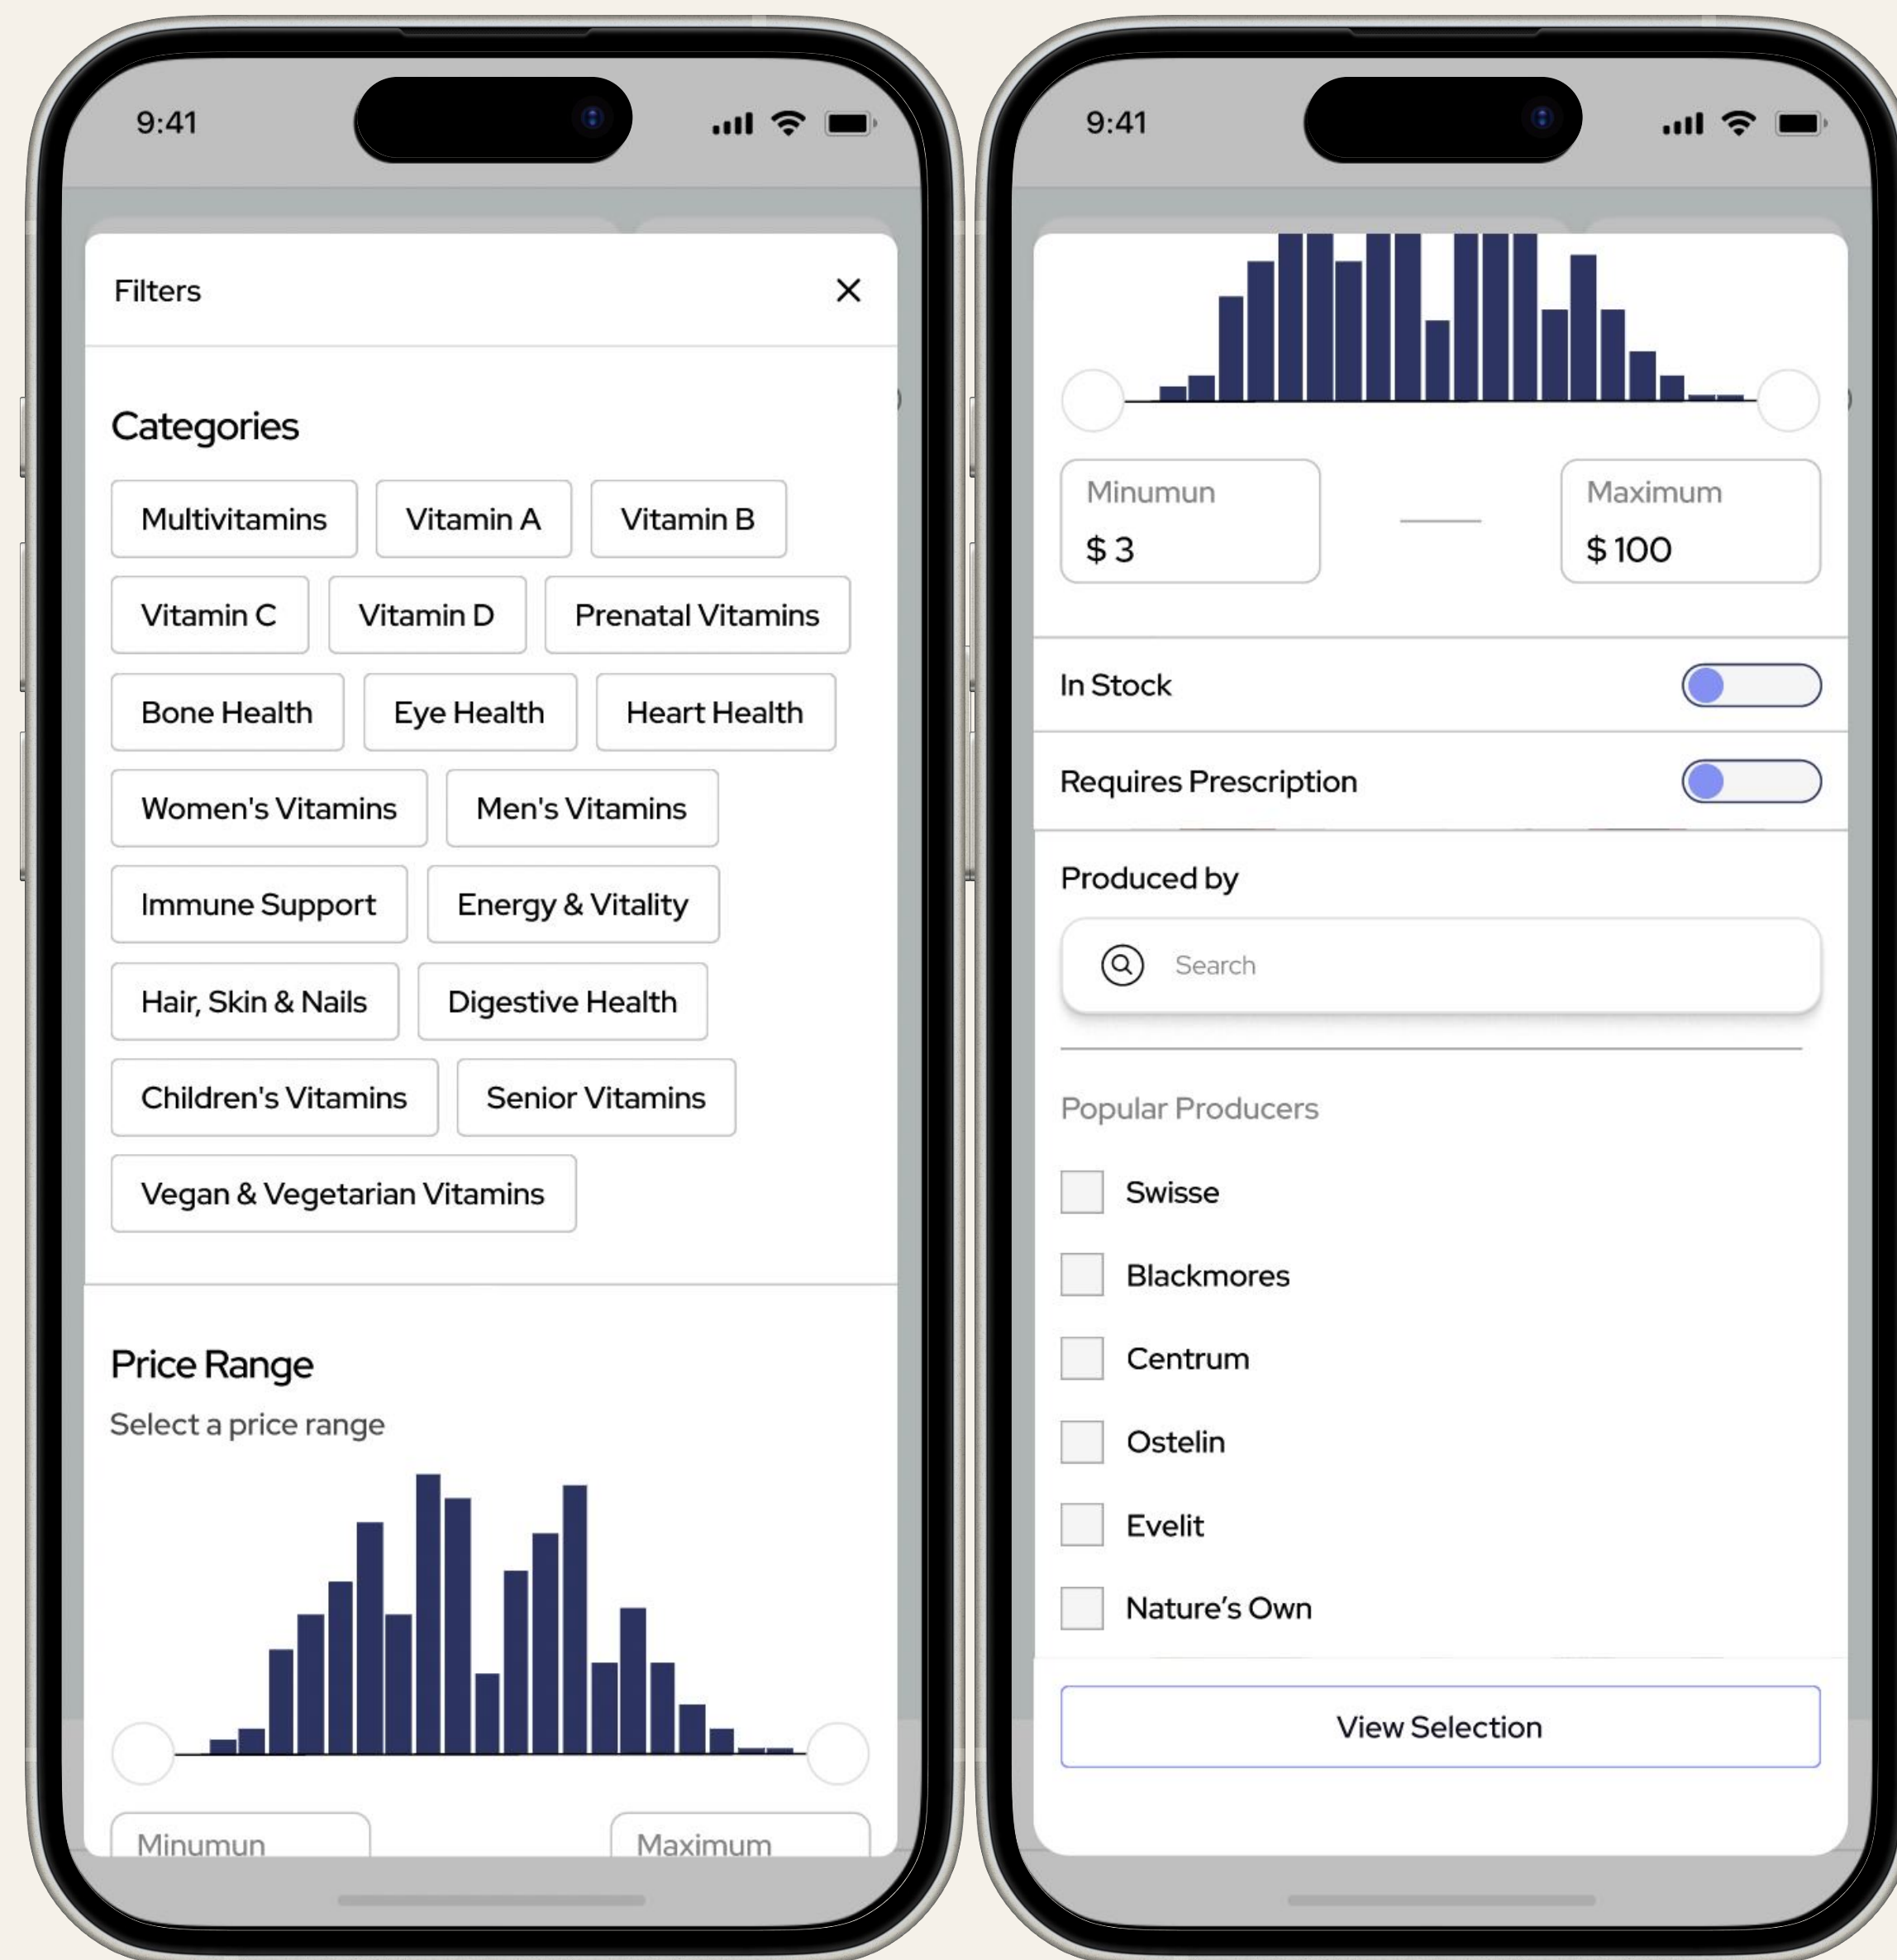 9:41
Filters
Categories
Multivitamins
Vitamin A
Vitamin B
Vitamin C
Vitamin D
Prenatal Vitamins
Bone Health
Eye Health
Heart Health
Women's Vitamins
Men's Vitamins
Immune Support
Energy & Vitality
Hair, Skin & Nails
Digestive Health
Children's Vitamins
Senior Vitamins
Vegan & Vegetarian Vitamins
Price Range
Select a price range
Minumun
Maximum
9:41
Minumun
$ 3
Maximum
$ 100
In Stock
Requires Prescription
Produced by
Search
Popular Producers
Swisse
Blackmores
Centrum
Ostelin
Evelit
Nature’s Own
View Selection